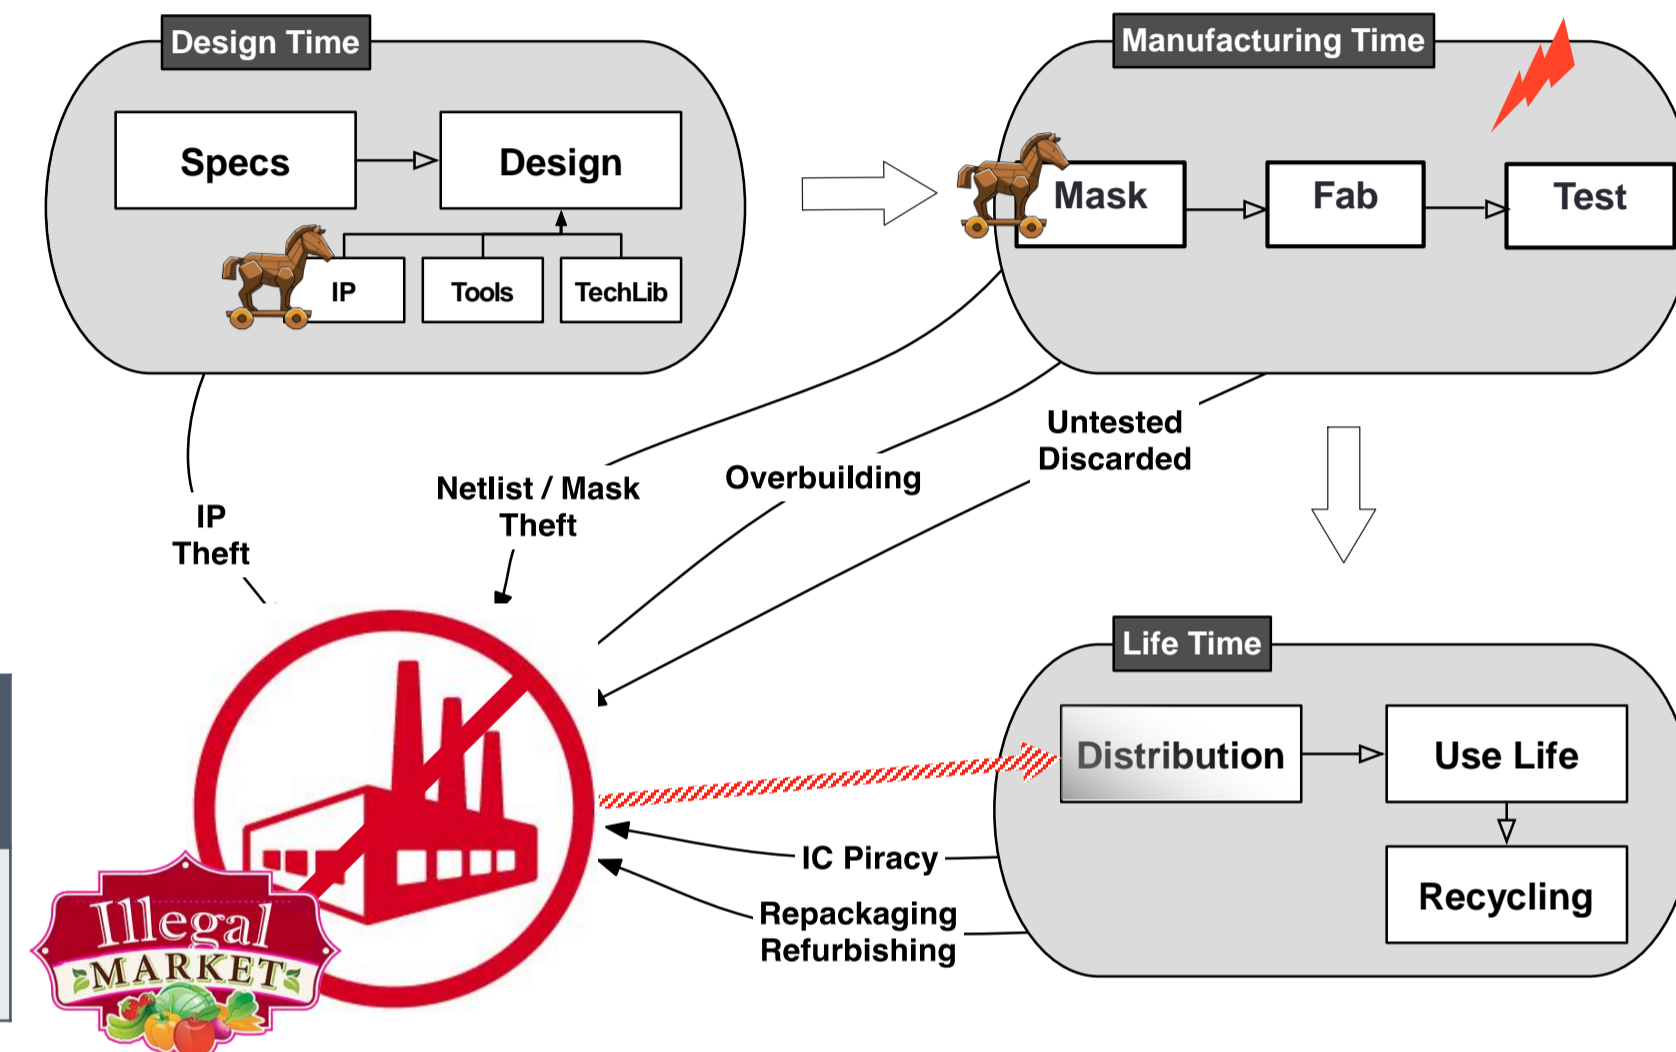 Design Time
Specs
Design
IP
Tools
TechLib
Manufacturing Time
Mask
Fab
Test
IP
Theft
Netlist / Mask
Theft
Overbuilding
Untested
Discarded
Life Time
Distribution
Use Life
Recycling
IC Piracy
Repackaging
Refurbishing
Illegal
MARKET